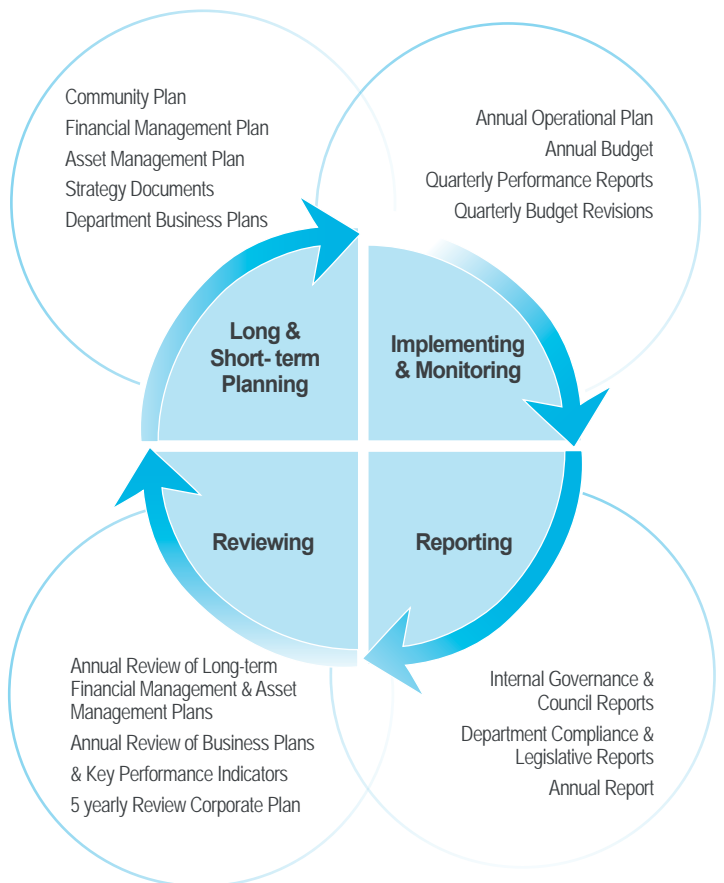 Community Plan
Financial Management Plan
Asset Management Plan
Strategy Documents
Department Business Plans
Annual Operational Plan
Annual Budget
Quarterly Performance Reports
Quarterly Budget Revisions
Long &
Short- term
Planning
Implementing
& Monitoring
Reviewing
Reporting
Annual Review of Long-term
Financial Management & Asset
Management Plans
Annual Review of Business Plans
& Key Performance Indicators
5 yearly Review Corporate Plan
Internal Governance &
Council Reports
Department Compliance &
Legislative Reports
Annual Report